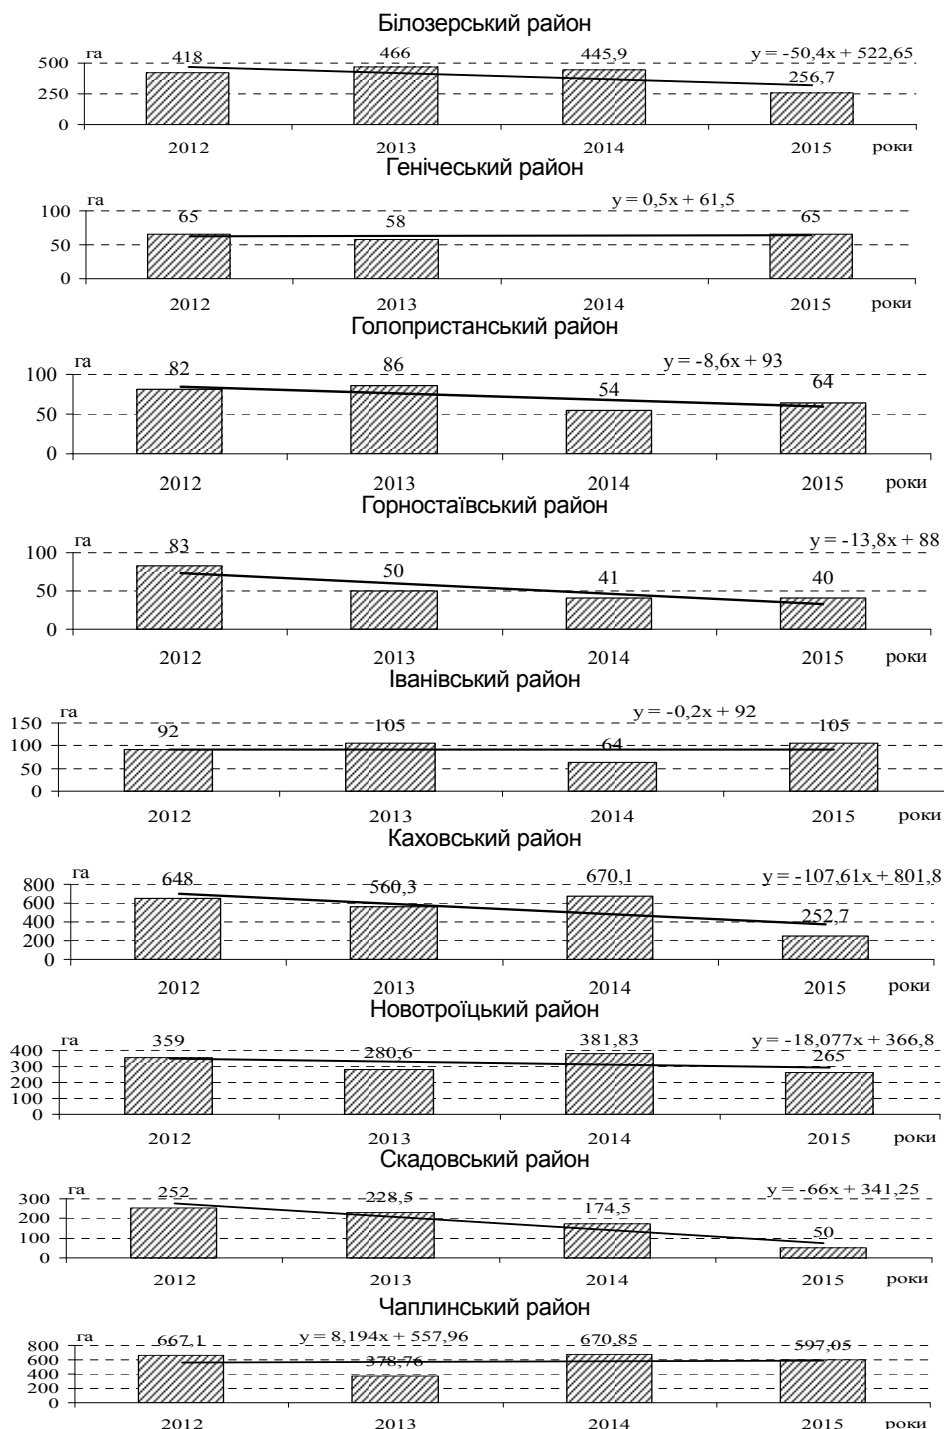 Білозерський район
га 418 466 445,9 y = -50,4x + 522,65
500
256,7
250
0
2012 2013 2014 2015 роки
Генічеський район
га y = 0,5x + 61,5
100 65 58 65
50
0
2012 2013 2014 2015 роки
Голопристанський район
га 82 86 y = -8,6x + 93
100 54 64
50
0
2012 2013 2014 2015 роки
Горностаївський район
га 83 y = -13,8x + 88
100 50 41 40
50
0
2012 2013 2014 2015 роки
Іванівський район
га y = -0,2x + 92
150 92 105 105
100 64
50
0
2012 2013 2014 2015 роки
Каховський район
га 648 670,1 y = -107,61x + 801,8
800 560,3
600
400 252,7
200
0
2012 2013 2014 2015 роки
Новотроїцький район
га 359 381,83 y = -18,077x + 366,8
400 280,6 265
300
200
100
0
2012 2013 2014 2015 роки
Скадовський район
га y = -66x + 341,25
300 252 228,5 174,5
200
100 50
0
2012 2013 2014 2015 роки
Чаплинський район
га 667,1 y = 8,194x + 557,96 670,85 597,05
800 378,76
600
400
200
0
2012 2013 2014 2015 роки